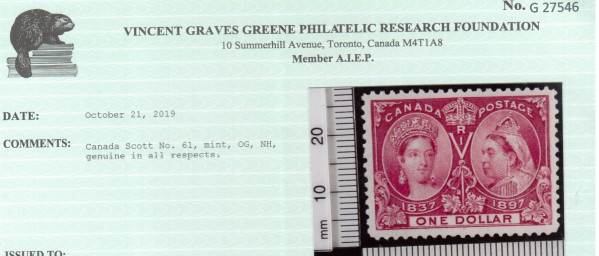 No. G 27546
VINCENT GRAVES GREENE PHILATELIC RESEARCH FOUNDATION
10 Summerhill Avenue, Toronto, Canada M4T1A8
Member A.I.E.P.
DATE: October 21, 2019
COMMENTS: Canada Scott No. 61, mint, OG, NH,
genuine in all respects.
ISSUED TO:
mm 10 20
CANADA POSTAGE
V R I
1837 1897
ONE DOLLAR